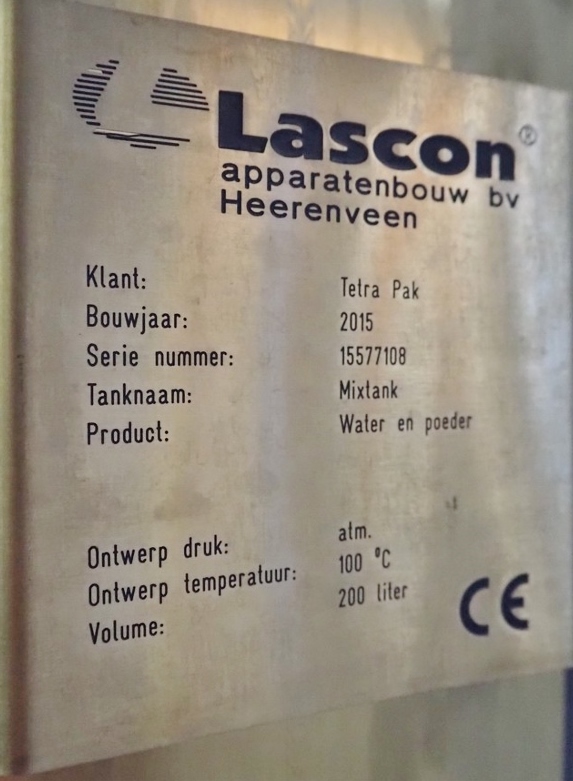 Lascon®
apparatenbouw bv
Heerenveen
Klant: Tetra Pak
Bouwjaar: 2015
Serie nummer: 15577108
Tanknaam: Mixtank
Product: Water en poeder
Ontwerp druk: atm.
Ontwerp temperatuur: 100 °C
Volume: 200 liter
CE